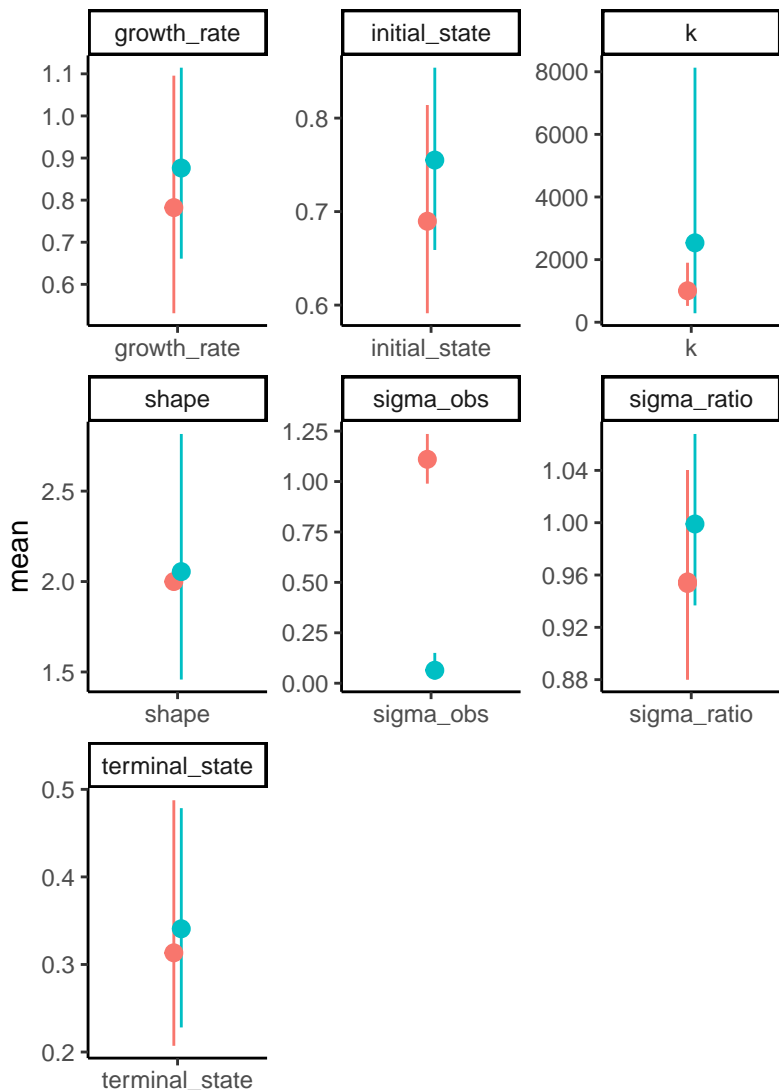 growth_rate
initial_state
k
1.1
1.0
0.9
0.8
0.7
0.6
growth_rate
0.8
0.7
0.6
initial_state
8000
6000
4000
2000
0
k
shape
sigma_obs
sigma_ratio
mean
2.5
2.0
1.5
shape
1.25
1.00
0.75
0.50
0.25
0.00
sigma_obs
1.04
1.00
0.96
0.92
0.88
sigma_ratio
terminal_state
0.5
0.4
0.3
0.2
terminal_state